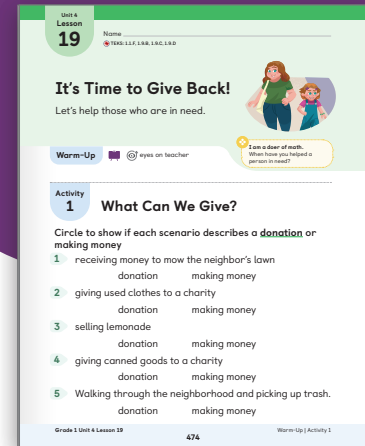 Unit 4
Lesson
19
Name
TEKS: 1.1.F, 1.9.B, 1.9.C, 1.9.D
It's Time to Give Back!
Let's help those who are in need.
I am a doer of math.
When have you helped a
person in need?
Warm-Up eyes on teacher
Activity
1
What Can We Give?
Circle to show if each scenario describes a donation or
making money
1 receiving money to mow the neighbor's lawn
donation making money
2 giving used clothes to a charity
donation making money
3 selling lemonade
donation making money
4 giving canned goods to a charity
donation making money
5 Walking through the neighborhood and picking up trash.
donation making money
Grade 1 Unit 4 Lesson 19
Warm-Up | Activity 1
474